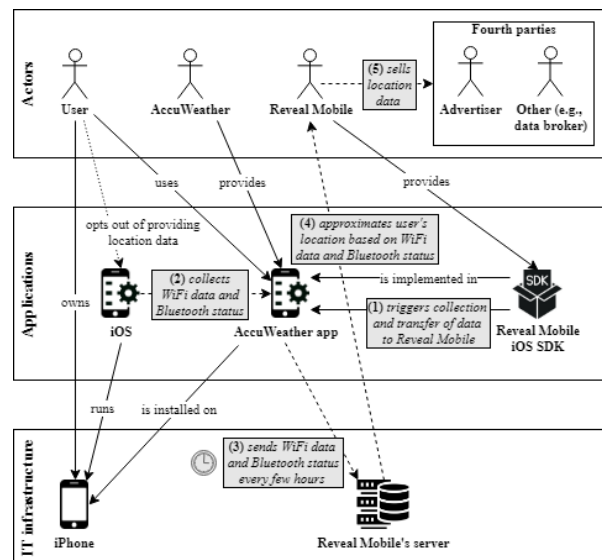 Actors
Fourth parties
(5) sells
location
data
User
AccuWeather
Reveal Mobile
Advertiser
Other (e.g.,
data broker)
uses
provides
provides
Applications
opts out of providing
location data
(4) approximates user's
location based on WiFi
data and Bluetooth status
(2) collects
WiFi data and
Bluetooth status
is implemented in
SDK
owns
(1) triggers collection
and transfer of data
to Reveal Mobile
iOS
AccuWeather app
Reveal Mobile
iOS SDK
runs
is installed on
IT infrastructure
(3) sends WiFi data
and Bluetooth status
every few hours
iPhone
Reveal Mobile's server